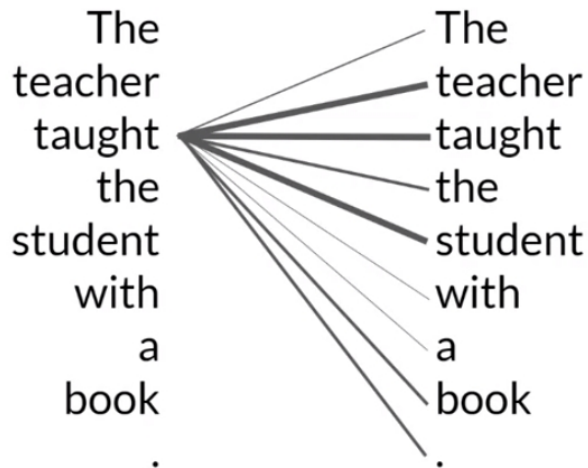 The The
teacher teacher
taught taught
the the
student student
with with
a a
book book
. .